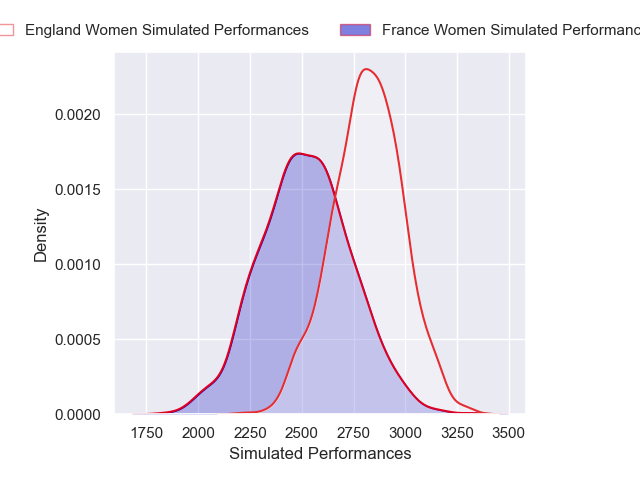 England Women Simulated Performances
France Women Simulated Performanc
0.0020
0.0015
0.0010
0.0005
0.0000
Density
1750 2000 2250 2500 2750 3000 3250 3500
Simulated Performances